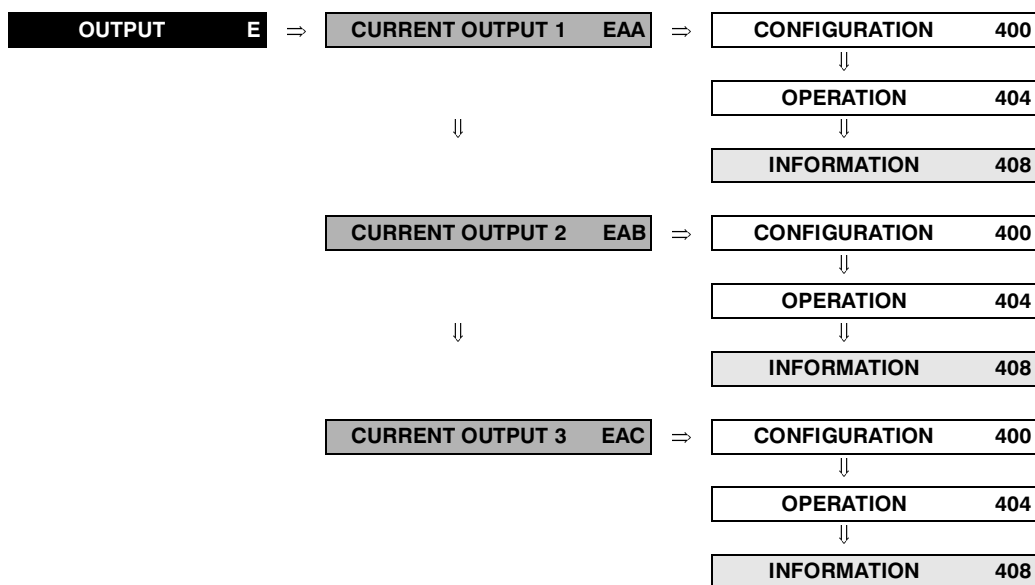 OUTPUT E ⇒ CURRENT OUTPUT 1 EAA ⇒ CONFIGURATION 400
⇓
OPERATION 404
⇓ ⇓
INFORMATION 408
CURRENT OUTPUT 2 EAB ⇒ CONFIGURATION 400
⇓
OPERATION 404
⇓ ⇓
INFORMATION 408
CURRENT OUTPUT 3 EAC ⇒ CONFIGURATION 400
⇓
OPERATION 404
⇓
INFORMATION 408